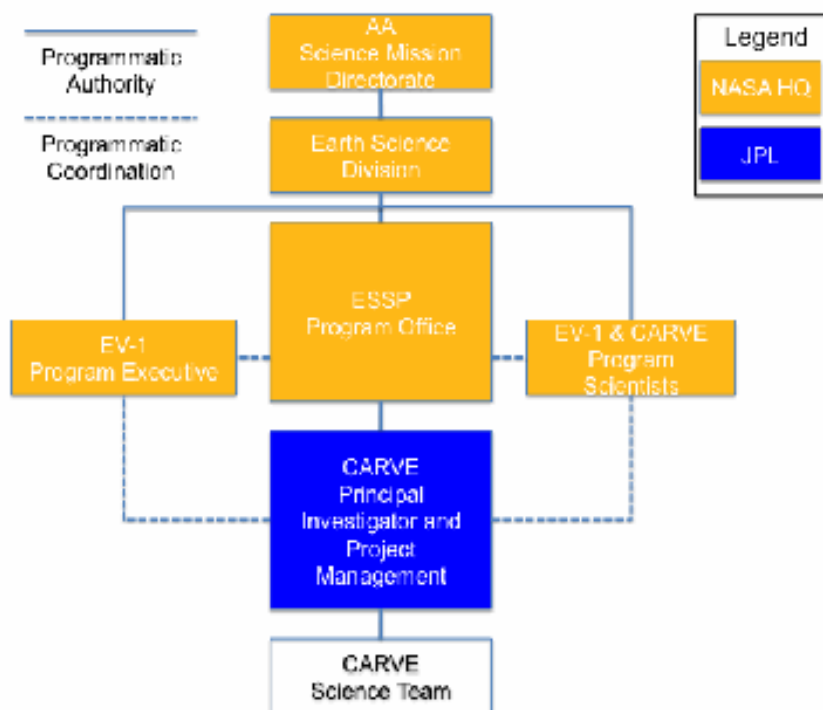 Programmatic
Authority
Programmatic
Coordination
AA
Science Mission
Directorate
Legend
NASA HQ
JPL
Earth Science
Division
ESSP
Program Office
EV-1
Program Executive
EV-1 & CARVE
Program
Scientists
CARVE
Principal
Investigator and
Project
Management
CARVE
Science Team